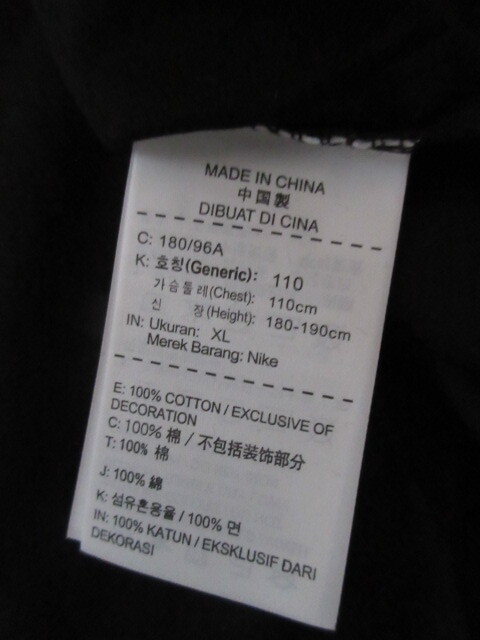 MADE IN CHINA
中国製
DIBUAT DI CINA
C: 180/96A
K: 호칭(Generic): 110
가슴둘레(Chest): 110cm
신 장(Height): 180-190cm
IN: Ukuran: XL
Merek Barang: Nike
E: 100% COTTON / EXCLUSIVE OF
DECORATION
C: 100% 棉 / 不包括装饰部分
T: 100% 棉
J: 100% 綿
K: 섬유혼용율 / 100% 면
IN: 100% KATUN / EKSKLUSIF DARI
DEKORASI